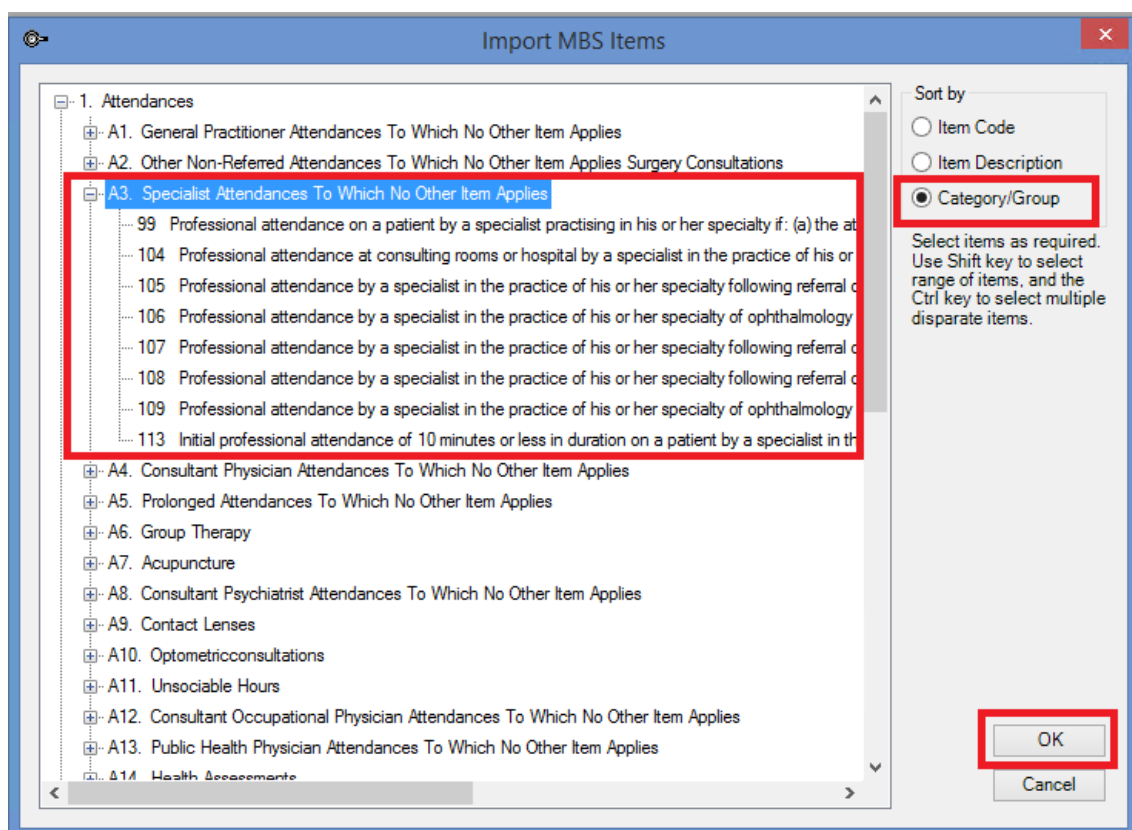 Import MBS Items
1. Attendances
A1. General Practitioner Attendances To Which No Other Item Applies
A2. Other Non-Referred Attendances To Which No Other Item Applies Surgery Consultations
A3. Specialist Attendances To Which No Other Item Applies
99 Professional attendance on a patient by a specialist practising in his or her specialty if: (a) the at
104 Professional attendance at consulting rooms or hospital by a specialist in the practice of his or
105 Professional attendance by a specialist in the practice of his or her specialty following referral
106 Professional attendance by a specialist in the practice of his or her specialty of ophthalmology
107 Professional attendance by a specialist in the practice of his or her specialty following referral
108 Professional attendance by a specialist in the practice of his or her specialty following referral
109 Professional attendance by a specialist in the practice of his or her specialty of ophthalmology
113 Initial professional attendance of 10 minutes or less in duration on a patient by a specialist in th
A4. Consultant Physician Attendances To Which No Other Item Applies
A5. Prolonged Attendances To Which No Other Item Applies
A6. Group Therapy
A7. Acupuncture
A8. Consultant Psychiatrist Attendances To Which No Other Item Applies
A9. Contact Lenses
A10. Optometricconsultations
A11. Unsociable Hours
A12. Consultant Occupational Physician Attendances To Which No Other Item Applies
A13. Public Health Physician Attendances To Which No Other Item Applies
A14. Health Assessments
Sort by
Item Code
Item Description
Category/Group
Select items as required.
Use Shift key to select
range of items, and the
Ctrl key to select multiple
disparate items.
OK
Cancel